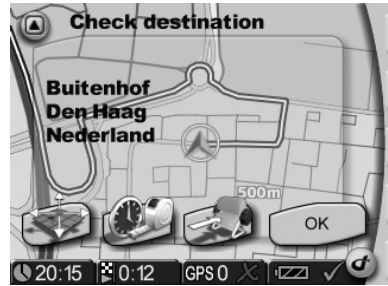 Check destination
Buitenhof
Den Haag
Nederland
500m
OK
20:15 0:12 GPS 0